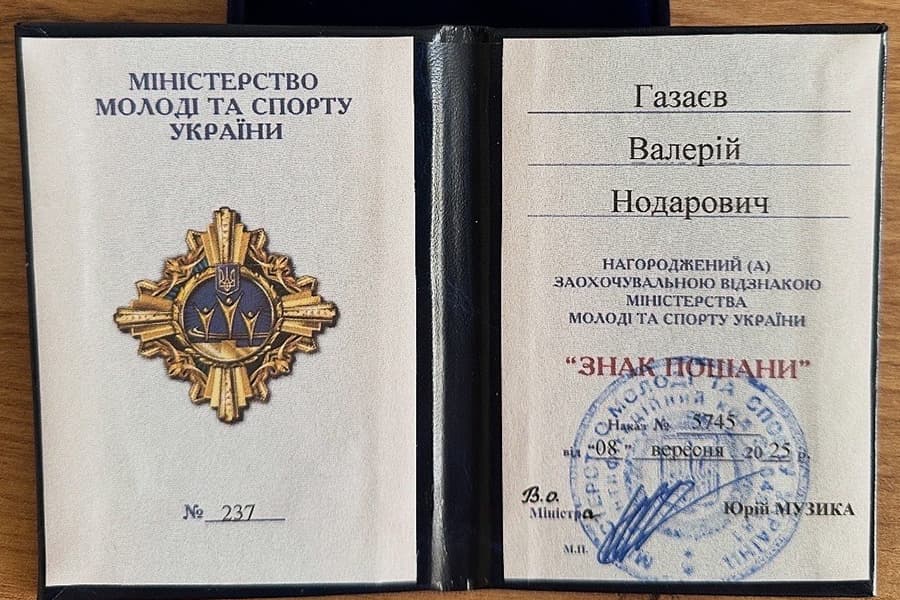 МІНІСТЕРСТВО
МОЛОДІ ТА СПОРТУ
УКРАЇНИ
№ 237
Газаєв
Валерій
Нодарович
НАГОРОДЖЕНИЙ (А)
ЗАОХОЧУВАЛЬНОЮ ВІДЗНАКОЮ
МІНІСТЕРСТВА
МОЛОДІ ТА СПОРТУ УКРАЇНИ
“ЗНАК ПОШАНИ”
Наказ № 5745
від “08” вересня 2025 р.
В.о.
Міністра Юрій МУЗИКА
М.П.